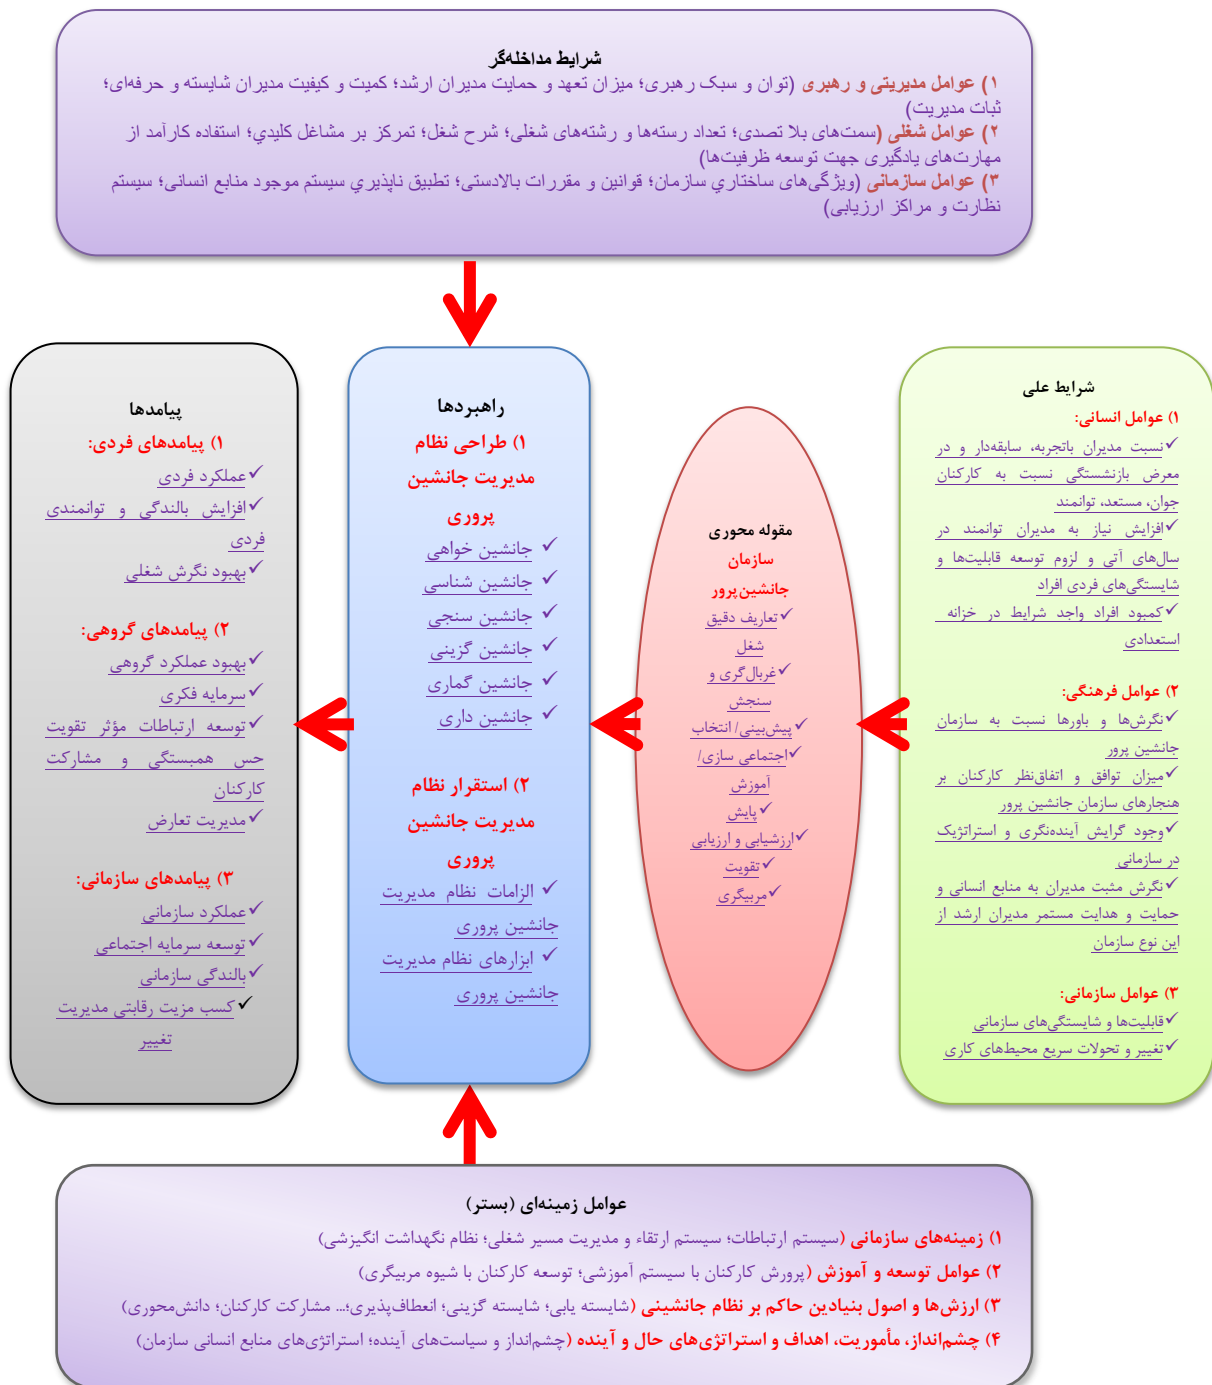 شرایط مداخله‌گر
۱) عوامل مدیریتی و رهبری (توان و سبک رهبری؛ میزان تعهد و حمایت مدیران ارشد؛ کمیت و کیفیت مدیران شایسته و حرفه‌ای؛
ثبات مدیریت)
۲) عوامل شغلی (سمت‌های بلا تصدی؛ تعداد رسته‌ها و رشته‌های شغلی؛ شرح شغل؛ تمرکز بر مشاغل کلیدي؛ استفاده کارآمد از
مهارت‌های یادگیری جهت توسعه ظرفیت‌ها)
۳) عوامل سازمانی (ویژگی‌های ساختاري سازمان؛ قوانین و مقررات بالادستی؛ تطبیق ناپذیري سیستم موجود منابع انسانی؛ سیستم
نظارت و مراکز ارزیابی)
شرایط علی
۱) عوامل انسانی:
✓نسبت مدیران باتجربه، سابقه‌دار و در
معرض بازنشستگی نسبت به کارکنان
جوان، مستعد، توانمند
✓افزایش نیاز به مدیران توانمند در
سال‌های آتی و لزوم توسعه قابلیت‌ها و
شایستگی‌های فردی افراد
✓کمبود افراد واجد شرایط در خزانه
استعدادی
۲) عوامل فرهنگی:
✓نگرش‌ها و باورها نسبت به سازمان
جانشین پرور
✓میزان توافق و اتفاق‌نظر کارکنان بر
هنجارهای سازمان جانشین پرور
✓وجود گرایش آینده‌نگری و استراتژیک
در سازمانی
✓نگرش مثبت مدیران به منابع انسانی و
حمایت و هدایت مستمر مدیران ارشد از
این نوع سازمان
۳) عوامل سازمانی:
✓قابلیت‌ها و شایستگی‌های سازمانی
✓تغییر و تحولات سریع محیط‌های کاری
مقوله محوری
سازمان
جانشین‌پرور
✓تعاریف دقیق
شغل
✓غربال‌گری و
سنجش
✓پیش‌بینی/ انتخاب
✓اجتماعی سازی/
آموزش
✓پایش
✓ارزشیابی و ارزیابی
✓تقویت
✓مربیگری
راهبردها
۱) طراحی نظام
مدیریت جانشین
پروری
✓ جانشین خواهی
✓ جانشین شناسی
✓ جانشین سنجی
✓ جانشین گزینی
✓ جانشین گماری
✓ جانشین داری
۲) استقرار نظام
مدیریت جانشین
پروری
✓ الزامات نظام مدیریت
جانشین پروری
✓ ابزارهای نظام مدیریت
جانشین پروری
پیامدها
۱) پیامدهای فردی:
✓عملکرد فردی
✓افزایش بالندگی و توانمندی
فردی
✓بهبود نگرش شغلی
۲) پیامدهای گروهی:
✓بهبود عملکرد گروهی
✓سرمایه فکری
✓توسعه ارتباطات مؤثر تقویت
حس همبستگی و مشارکت
کارکنان
✓مدیریت تعارض
۳) پیامدهای سازمانی:
✓عملکرد سازمانی
✓توسعه سرمایه اجتماعی
✓بالندگی سازمانی
✓کسب مزیت رقابتی مدیریت
تغییر
عوامل زمینه‌ای (بستر)
۱) زمینه‌های سازمانی (سیستم ارتباطات؛ سیستم ارتقاء و مدیریت مسیر شغلی؛ نظام نگهداشت انگیزشی)
۲) عوامل توسعه و آموزش (پرورش کارکنان با سیستم آموزشی؛ توسعه کارکنان با شیوه مربیگری)
۳) ارزش‌ها و اصول بنیادین حاکم بر نظام جانشینی (شایسته یابی؛ شایسته گزینی؛ انعطاف‌پذیری؛... مشارکت کارکنان؛ دانش‌محوری)
۴) چشم‌انداز، مأموریت، اهداف و استراتژی‌های حال و آینده (چشم‌انداز و سیاست‌های آینده؛ استراتژی‌های منابع انسانی سازمان)